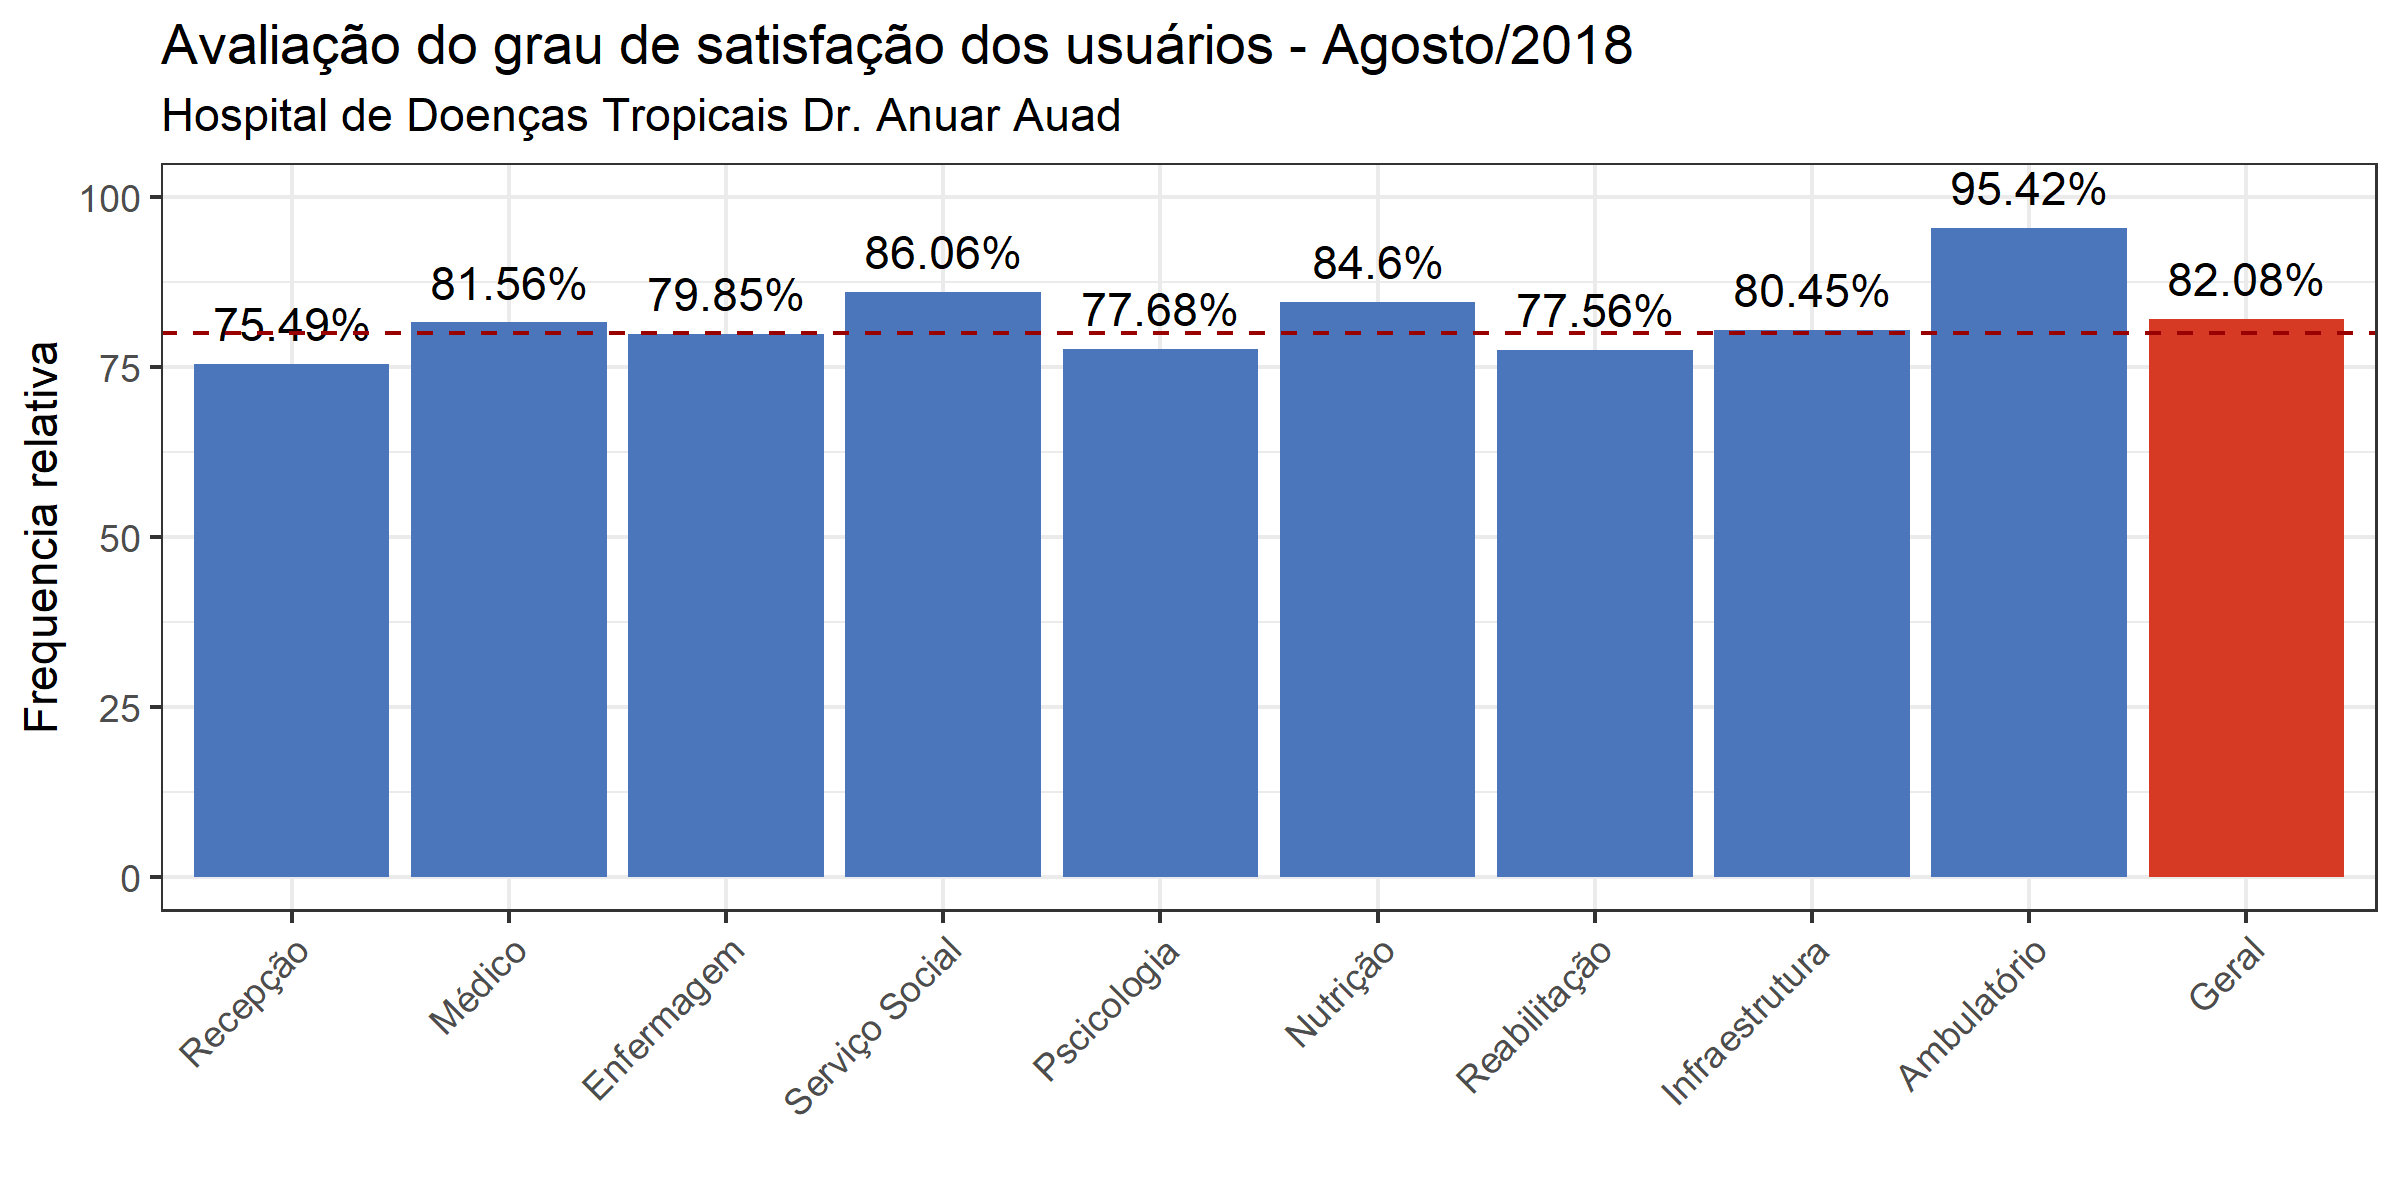 Avaliação do grau de satisfação dos usuários - Agosto/2018
Hospital de Doenças Tropicais Dr. Anuar Auad
Frequencia relativa
100
75
50
25
0
75.49%
81.56%
79.85%
86.06%
77.68%
84.6%
77.56%
80.45%
95.42%
82.08%
Recepção
Médico
Enfermagem
Serviço Social
Pscicologia
Nutrição
Reabilitação
Infraestrutura
Ambulatório
Geral